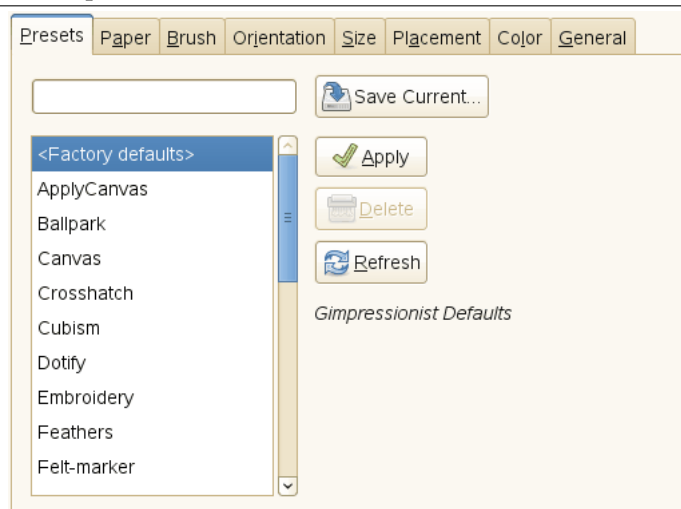 Presets Paper Brush Orientation Size Placement Color General
Save Current...
<Factory defaults>
ApplyCanvas
Ballpark
Canvas
Crosshatch
Cubism
Dotify
Embroidery
Feathers
Felt-marker
Apply
Delete
Refresh
Gimpressionist Defaults